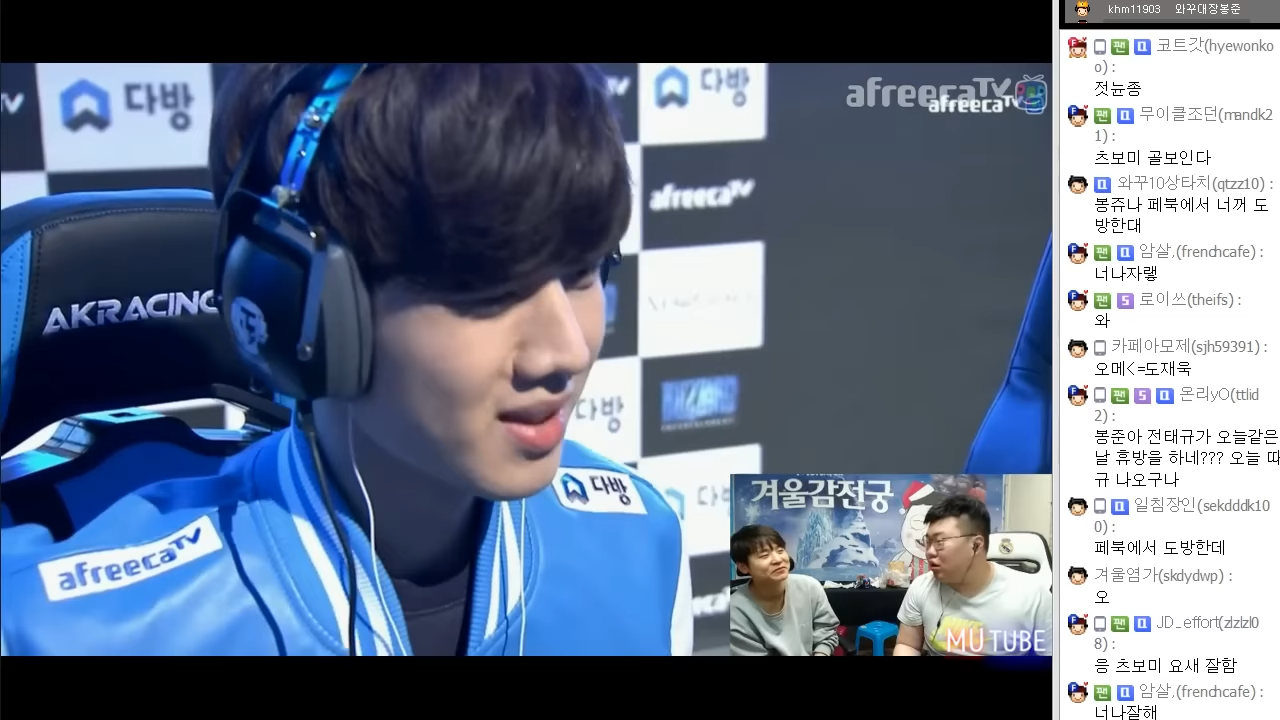 khm11903 와꾸대장봉준
코트갓(hyewonko
o) :
젓뉸종
무이클조던(mandk2
1) :
츠보미 골보인다
와꾸10상타치(qtzz10) :
봉쥬나 페북에서 너꺼 도
방한대
암살,(frenchcafe) :
너나자렣
로이쓰(theifs) :
와
카페아모제(sjh59391) :
오메<=도재욱
온리yO(ttlid
2) :
봉준아 전태규가 오늘같은
날 휴방을 하네??? 오늘 따
규 나오구나
일침장인(sekdddk10
0) :
페북에서 도방한데
겨울염가(skdydwp) :
오
JD_effort(zlzlzl0
8) :
응 츠보미 요새 잘함
암살,(frenchcafe) :
너나잘해
다방
다방
afreecaTV
afreecaTV
afreecaTV
AKRACING
다방
다방
afreecaTV
겨울감전궁
MUTUBE